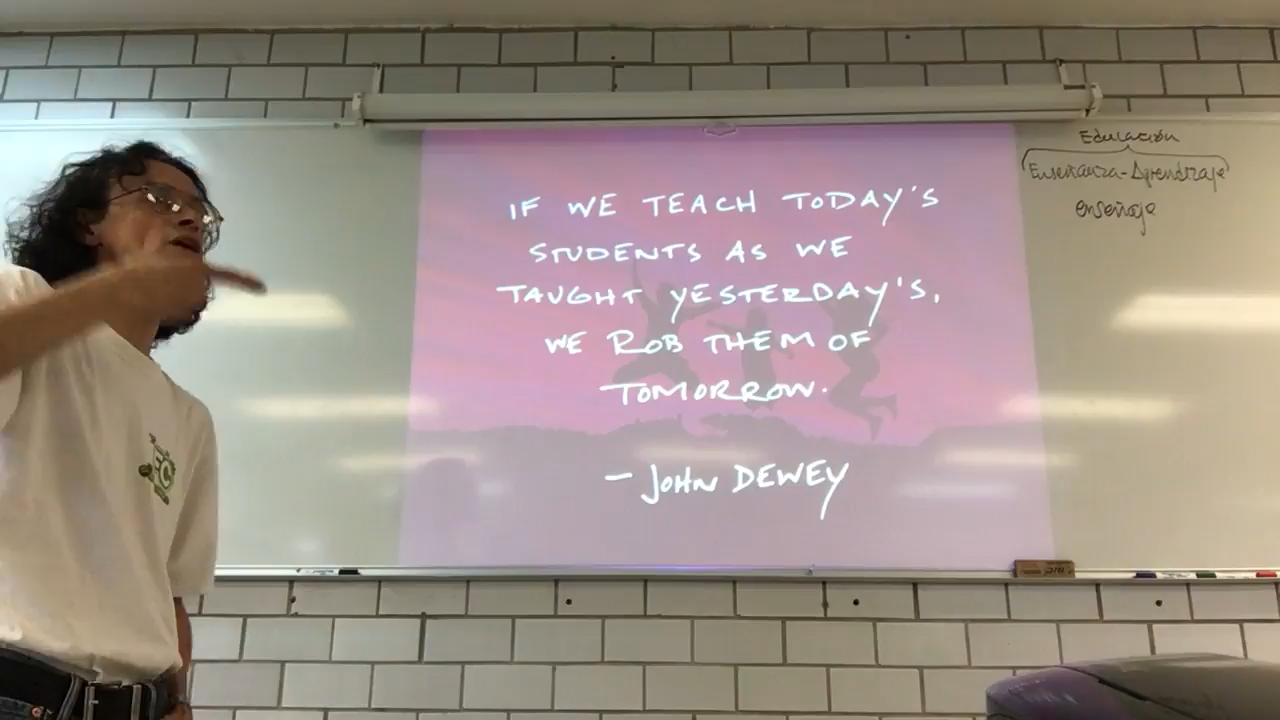 IF WE TEACH TODAY'S
STUDENTS AS WE
TAUGHT YESTERDAY'S,
WE ROB THEM OF
TOMORROW.
- JOHN DEWEY
Educación
Enseñanza-Aprendizaje
enseñaje